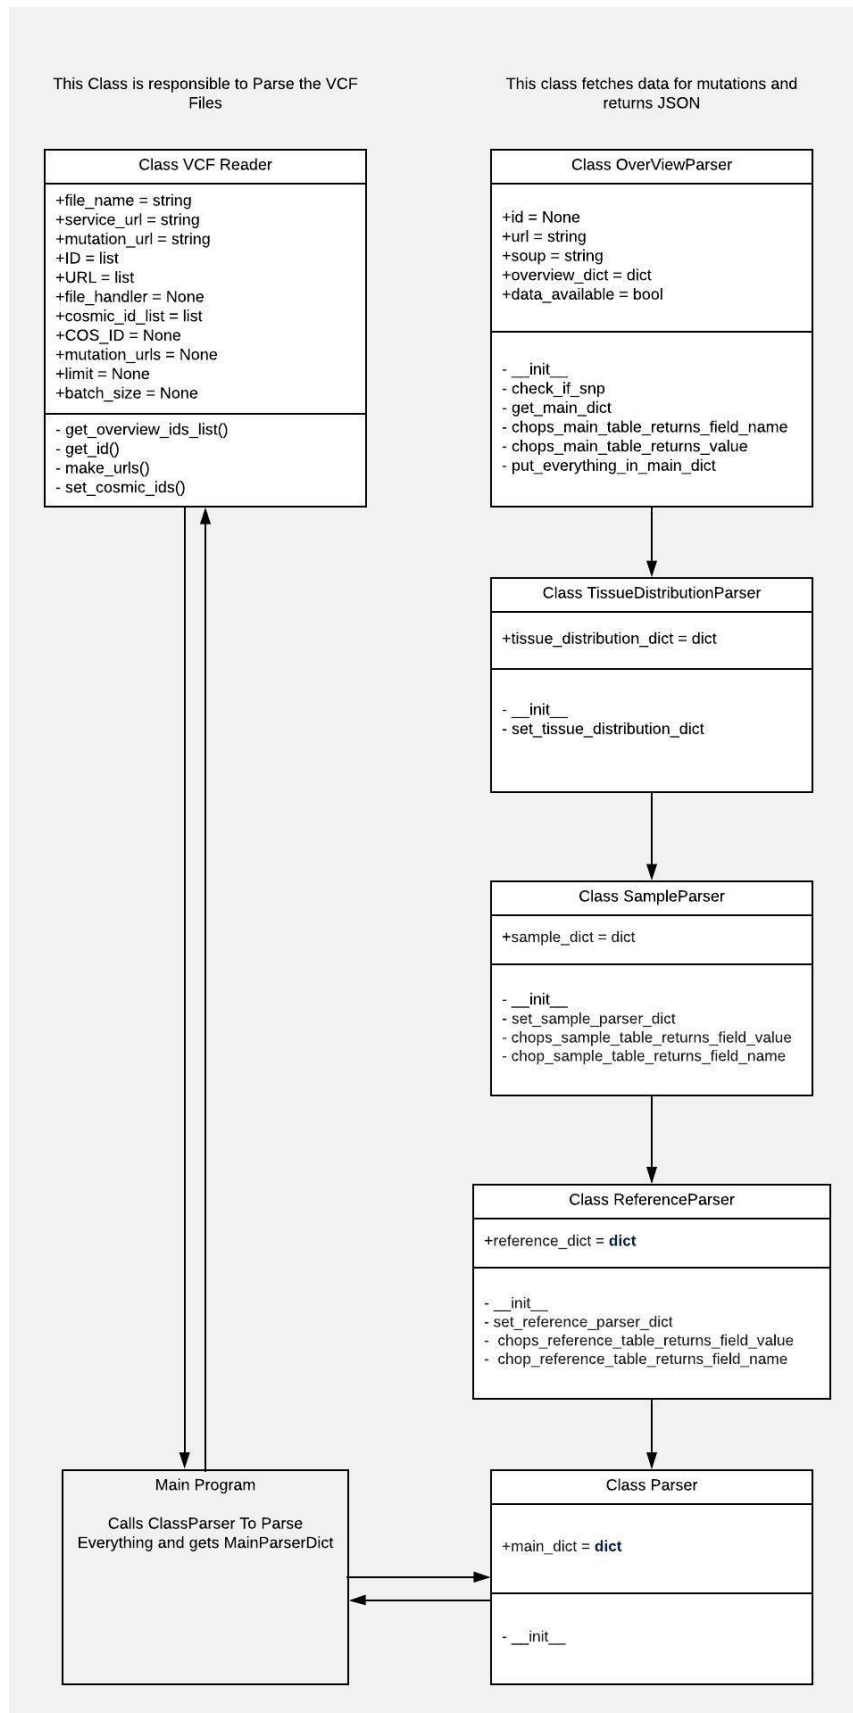 This Class is responsible to Parse the VCF
Files
Class VCF Reader
+file_name = string
+service_url = string
+mutation_url = string
+ID = list
+URL = list
+file_handler = None
+cosmic_id_list = list
+COS_ID = None
+mutation_urls = None
+limit = None
+batch_size = None
- get_overview_ids_list()
- get_id()
- make_urls()
- set_cosmic_ids()
This class fetches data for mutations and
returns JSON
Class OverViewParser
+id = None
+url = string
+soup = string
+overview_dict = dict
+data_available = bool
- __init__
- check_if_snp
- get_main_dict
- chops_main_table_returns_field_name
- chops_main_table_returns_value
- put_everything_in_main_dict
Class TissueDistributionParser
+tissue_distribution_dict = dict
- __init__
- set_tissue_distribution_dict
Class SampleParser
+sample_dict = dict
- __init__
- set_sample_parser_dict
- chops_sample_table_returns_field_value
- chop_sample_table_returns_field_name
Class ReferenceParser
+reference_dict = dict
- __init__
- set_reference_parser_dict
- chops_reference_table_returns_field_value
- chop_reference_table_returns_field_name
Main Program
Calls ClassParser To Parse
Everything and gets MainParserDict
Class Parser
+main_dict = dict
- __init__